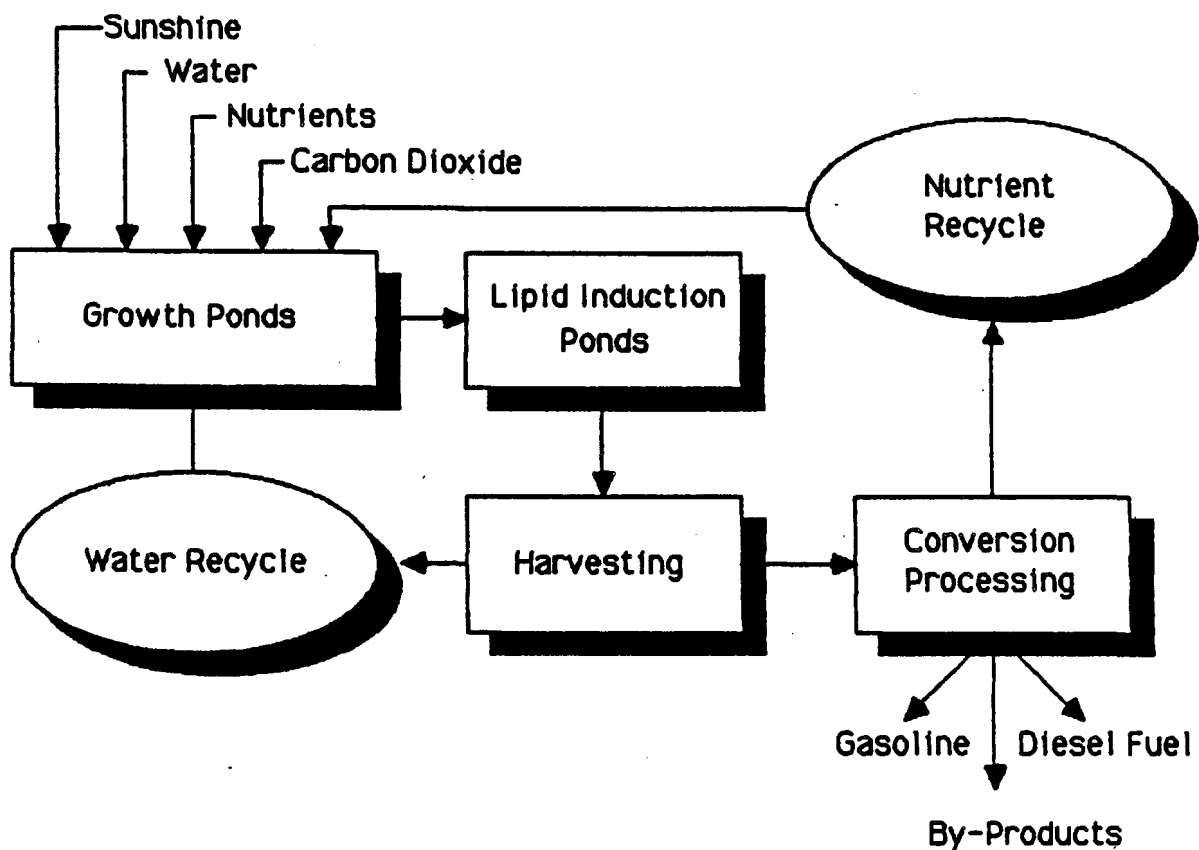 Sunshine
Water
Nutrients
Carbon Dioxide
Nutrient
Recycle
Growth Ponds
Lipid Induction
Ponds
Water Recycle
Harvesting
Conversion
Processing
Gasoline
Diesel Fuel
By-Products